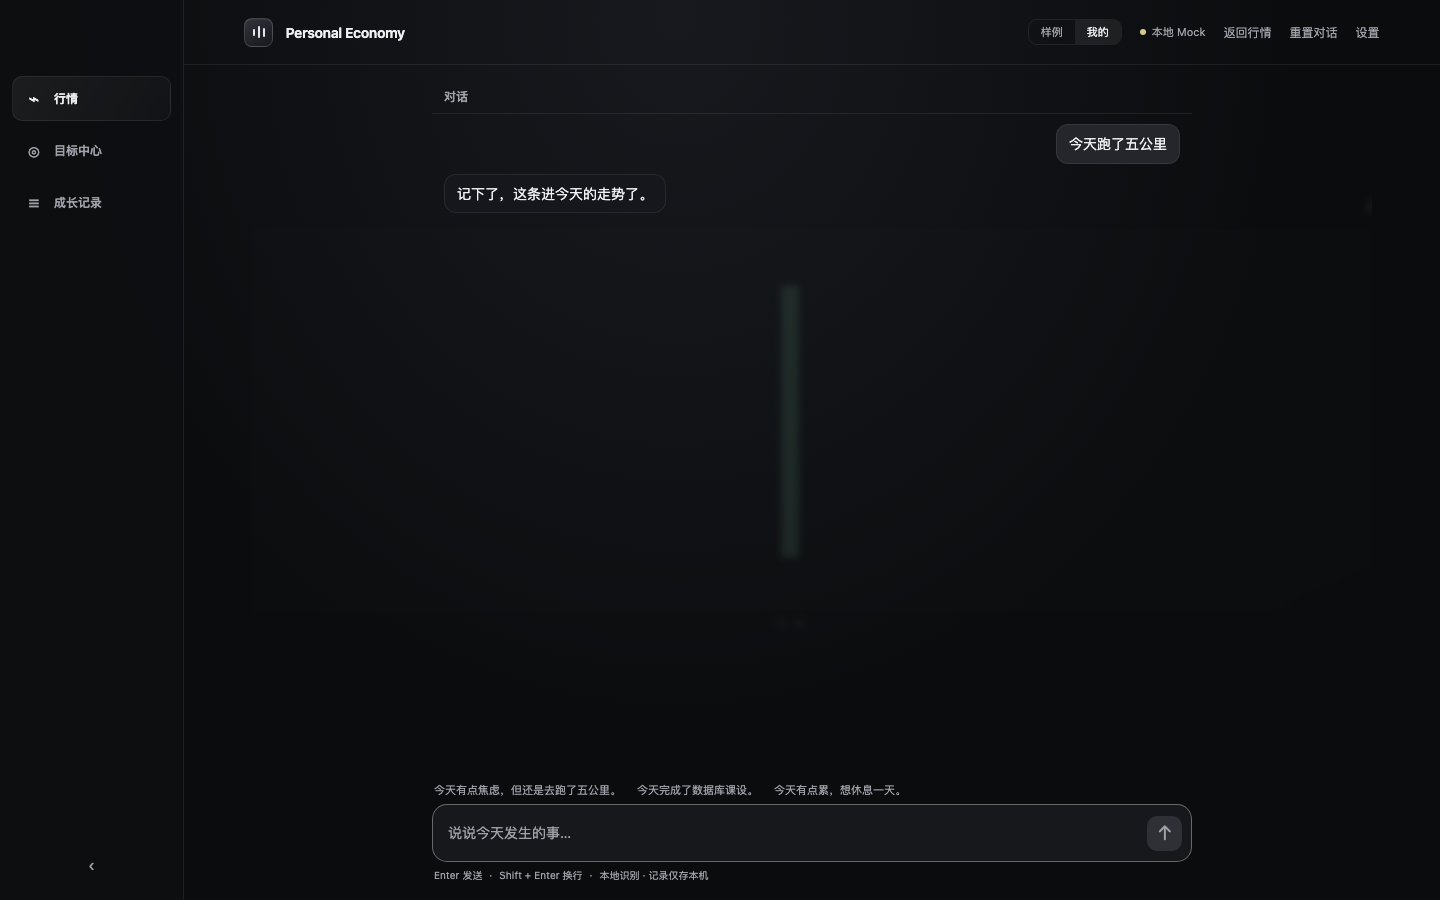 Personal Economy
样例 我的 本地 Mock 返回行情 重置对话 设置
行情
目标中心
成长记录
对话
今天跑了五公里
记下了，这条进今天的走势了。
今天有点焦虑，但还是去跑了五公里。 今天完成了数据库课设。 今天有点累，想休息一天。
说说今天发生的事...
Enter 发送 · Shift + Enter 换行 · 本地识别 · 记录仅存本机